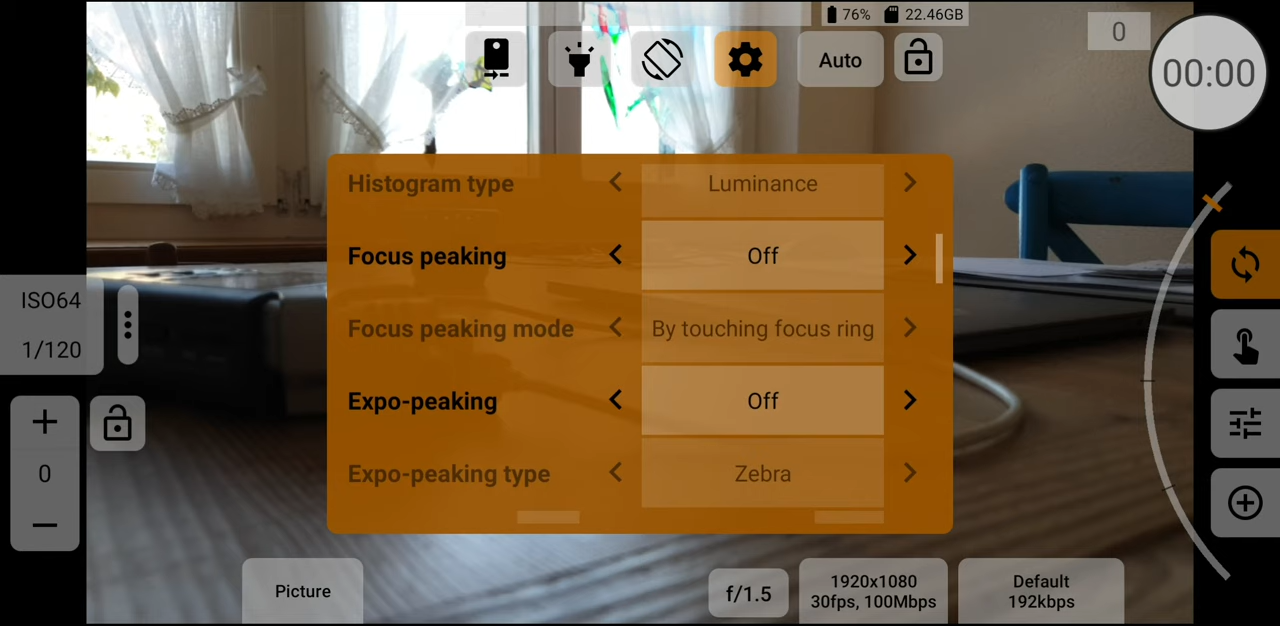 76% 22.46GB
0
Auto
00:00
Histogram type Luminance
Focus peaking Off
ISO64
Focus peaking mode By touching focus ring
1/120
Expo-peaking Off
0
Expo-peaking type Zebra
Picture
f/1.5
1920x1080
30fps, 100Mbps
Default
192kbps